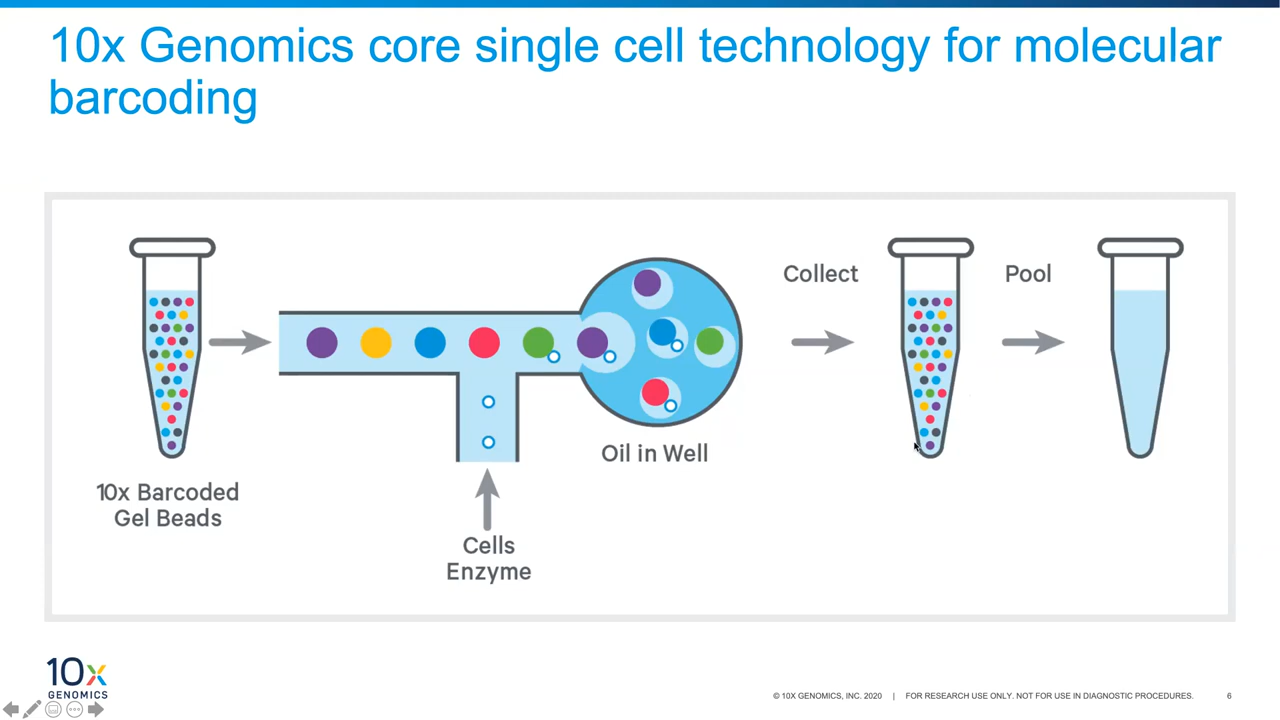 10x Genomics core single cell technology for molecular
barcoding
Collect
Pool
Oil in Well
10x Barcoded
Gel Beads
Cells
Enzyme
10x
GENOMICS
© 10X GENOMICS, INC. 2020 | FOR RESEARCH USE ONLY. NOT FOR USE IN DIAGNOSTIC PROCEDURES. 6